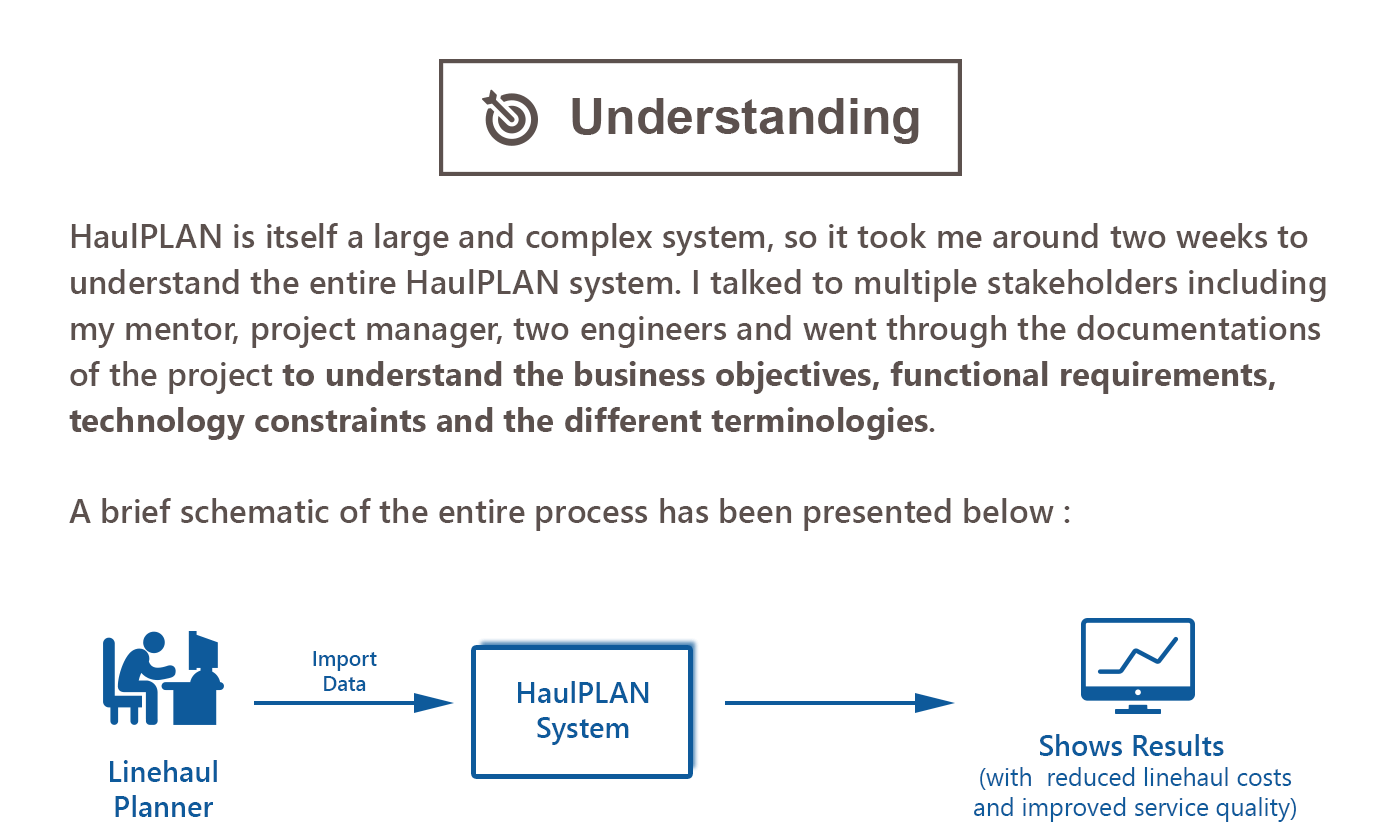 Understanding
HaulPLAN is itself a large and complex system, so it took me around two weeks to
understand the entire HaulPLAN system. I talked to multiple stakeholders including
my mentor, project manager, two engineers and went through the documentations
of the project to understand the business objectives, functional requirements,
technology constraints and the different terminologies.
A brief schematic of the entire process has been presented below :
Linehaul
Planner
Import
Data
HaulPLAN
System
Shows Results
(with reduced linehaul costs
and improved service quality)